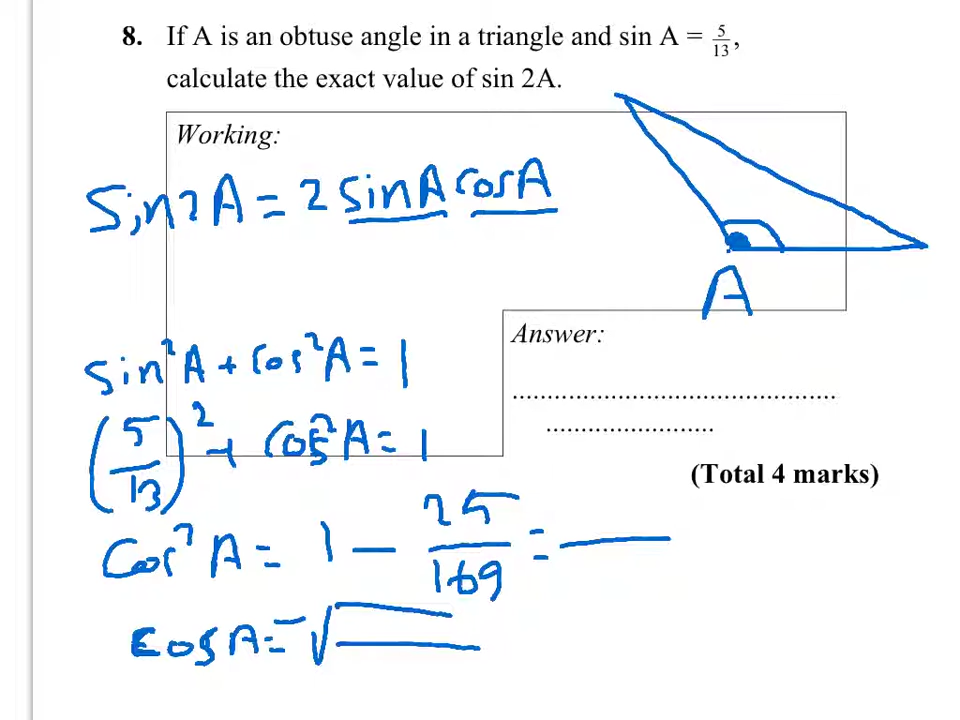 8. If A is an obtuse angle in a triangle and sin A = 5/13,
calculate the exact value of sin 2A.
Working:
Sin2A = 2 sinA cosA
A
Answer:
sin²A + cos²A = 1
(5/13)² + cos²A = 1
(Total 4 marks)
Cos²A = 1 - 25/169 =
cosA = -√